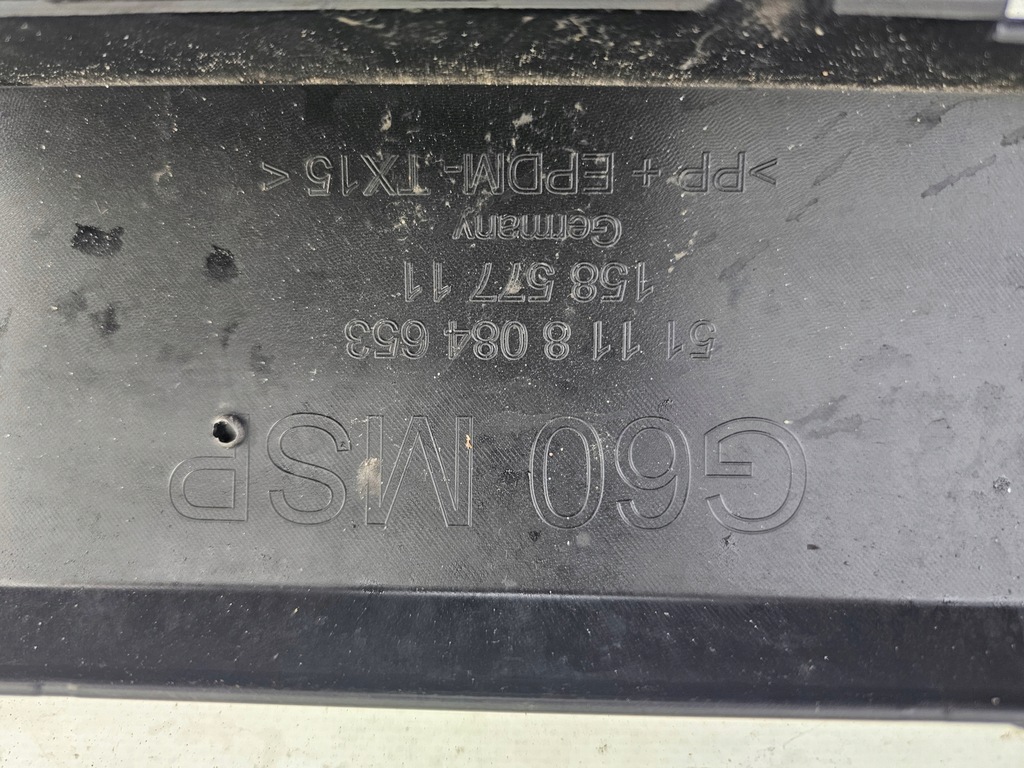 G60 MSP
51 11 8 084 653
158 577 11
Germany
>PP + EPDM-TX15<